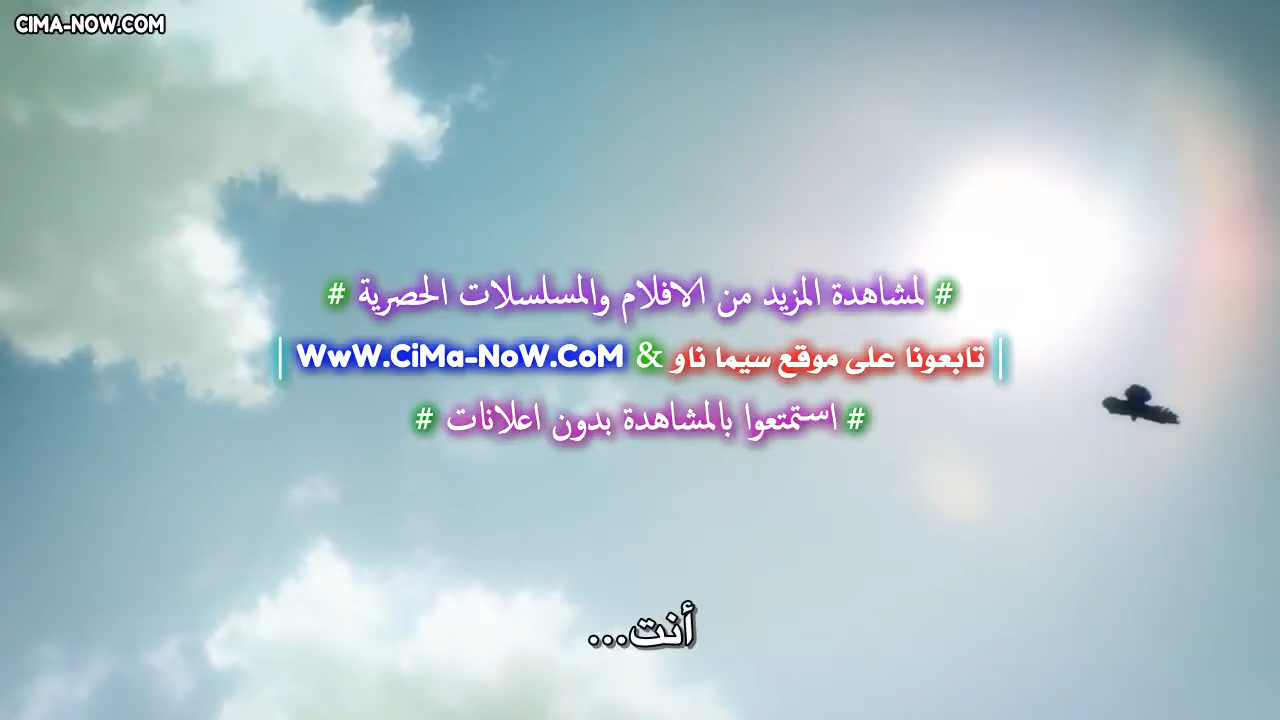 CIMA-NOW.COM
# لمشاهدة المزيد من الافلام والمسلسلات الحصرية #
| تابعونا على موقع سيما ناو & WwW.CiMa-NoW.CoM |
# استمتعوا بالمشاهدة بدون اعلانات #
أنت...